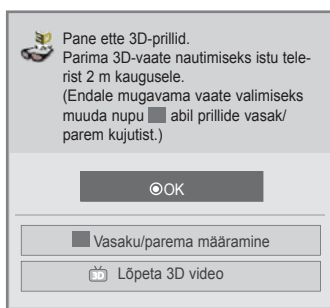 Pane ette 3D-prillid.
Parima 3D-vaate nautimiseks istu tele-
rist 2 m kaugusele.
(Endale mugavama vaate valimiseks
muuda nupu abil prillide vasak/
parem kujutist.)
OK
Vasaku/parema määramine
3D Lõpeta 3D video